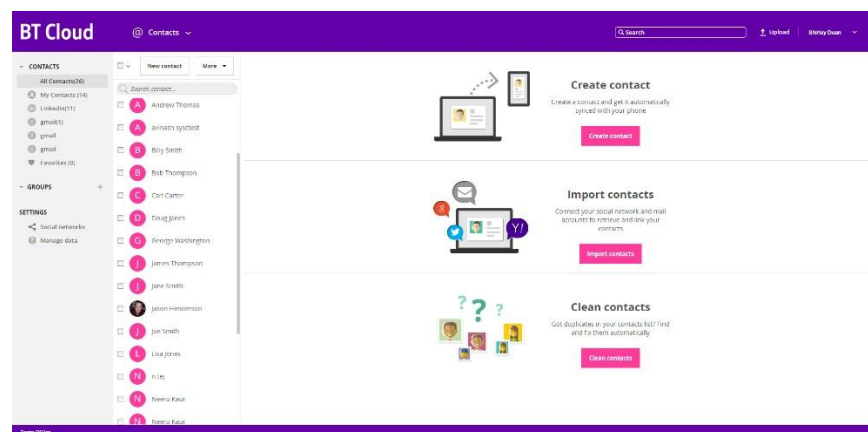 BT Cloud
@ Contacts
Search
Upload
Shirley Dean
CONTACTS
All Contacts(26)
My Contacts (14)
LinkedIn(11)
gmail(1)
gmail
gmail
Favorites (0)
GROUPS +
SETTINGS
Social networks
Manage data
New contact
More
Search contact...
A Andrew Thomas
A avinash sysctest
B Billy Smith
B Bob Thompson
C Carl Carter
D Doug Jones
G George Washington
J James Thompson
J Jane Smith
Jason Henderson
J Joe Smith
L Lisa Jones
N n tej
N Neeru Kaur
N Neeru Kaur
Create contact
Create a contact and get it automatically
synced with your phone
Create contact
8
Y!
Import contacts
Connect your social network and mail
accounts to retrieve and link your
contacts.
Import contacts
? ? ?
Clean contacts
Got duplicates in your contacts list? Find
and fix them automatically
Clean contacts